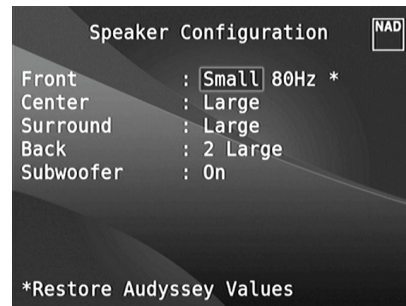 Speaker Configuration
NAD
Front : Small 80Hz *
Center : Large
Surround : Large
Back : 2 Large
Subwoofer : On
*Restore Audyssey Values